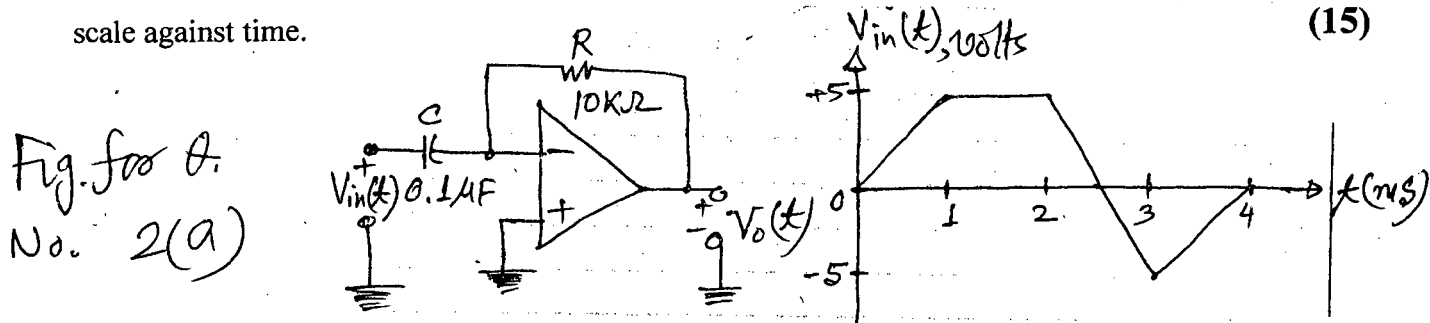 scale against time.
(15)
Fig. for Q.
No. 2(a)
R
10KΩ
C
0.1μF
+
Vin(t)
−
+
+
−
Vo(t)
Vin(t), volts
+5
0
1
2
3
4
t(ms)
-5